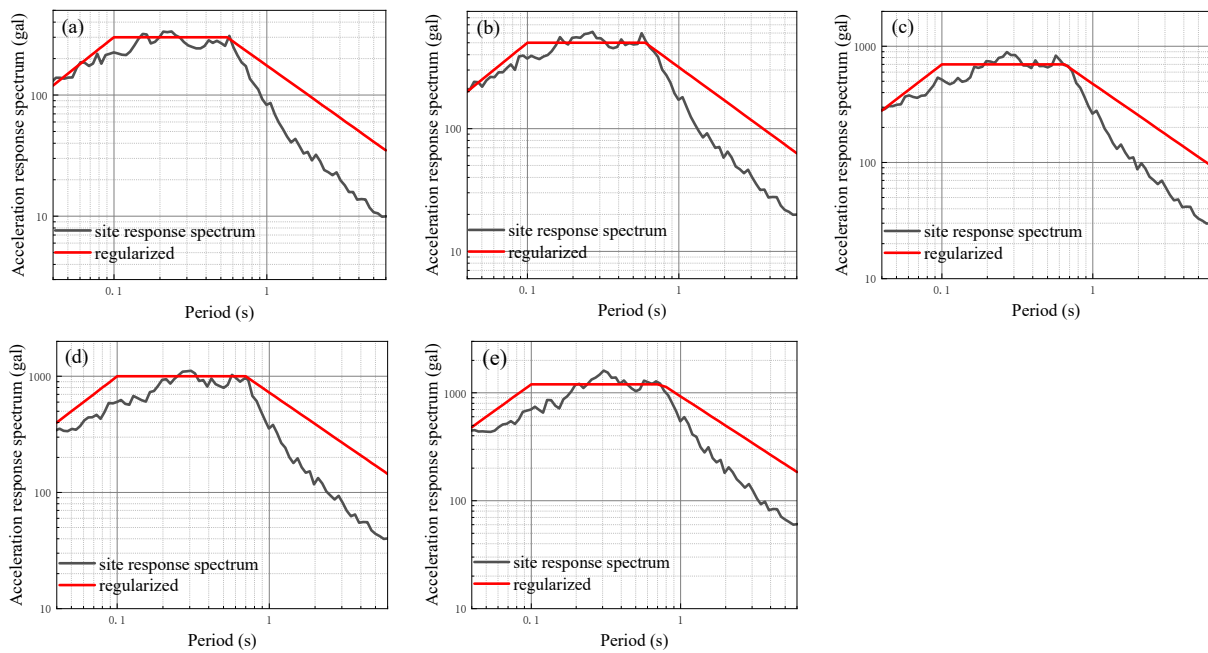 (a)
Acceleration response spectrum (gal)
100
10
site response spectrum
regularized
0.1
1
Period (s)
(b)
Acceleration response spectrum (gal)
100
10
site response spectrum
regularized
0.1
1
Period (s)
(c)
Acceleration response spectrum (gal)
1000
100
10
site response spectrum
regularized
0.1
1
Period (s)
(d)
Acceleration response spectrum (gal)
1000
100
10
site response spectrum
regularized
0.1
1
Period (s)
(e)
Acceleration response spectrum (gal)
1000
100
10
site response spectrum
regularized
0.1
1
Period (s)